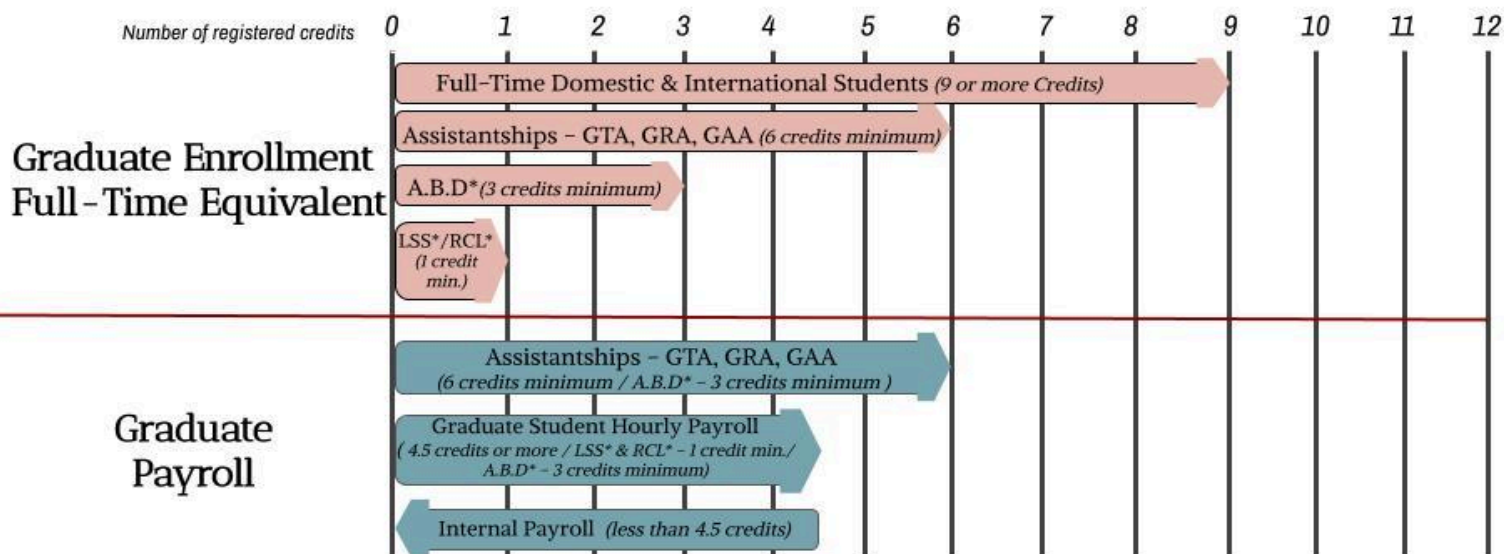 Number of registered credits 0 1 2 3 4 5 6 7 8 9 10 11 12
Graduate Enrollment
Full-Time Equivalent
Full-Time Domestic & International Students (9 or more Credits)
Assistantships - GTA, GRA, GAA (6 credits minimum)
A.B.D*(3 credits minimum)
LSS*/RCL*
(1 credit
min.)
Graduate
Payroll
Assistantships - GTA, GRA, GAA
(6 credits minimum / A.B.D* - 3 credits minimum )
Graduate Student Hourly Payroll
( 4.5 credits or more / LSS* & RCL* - 1 credit min./
A.B.D* - 3 credits minimum)
Internal Payroll (less than 4.5 credits)